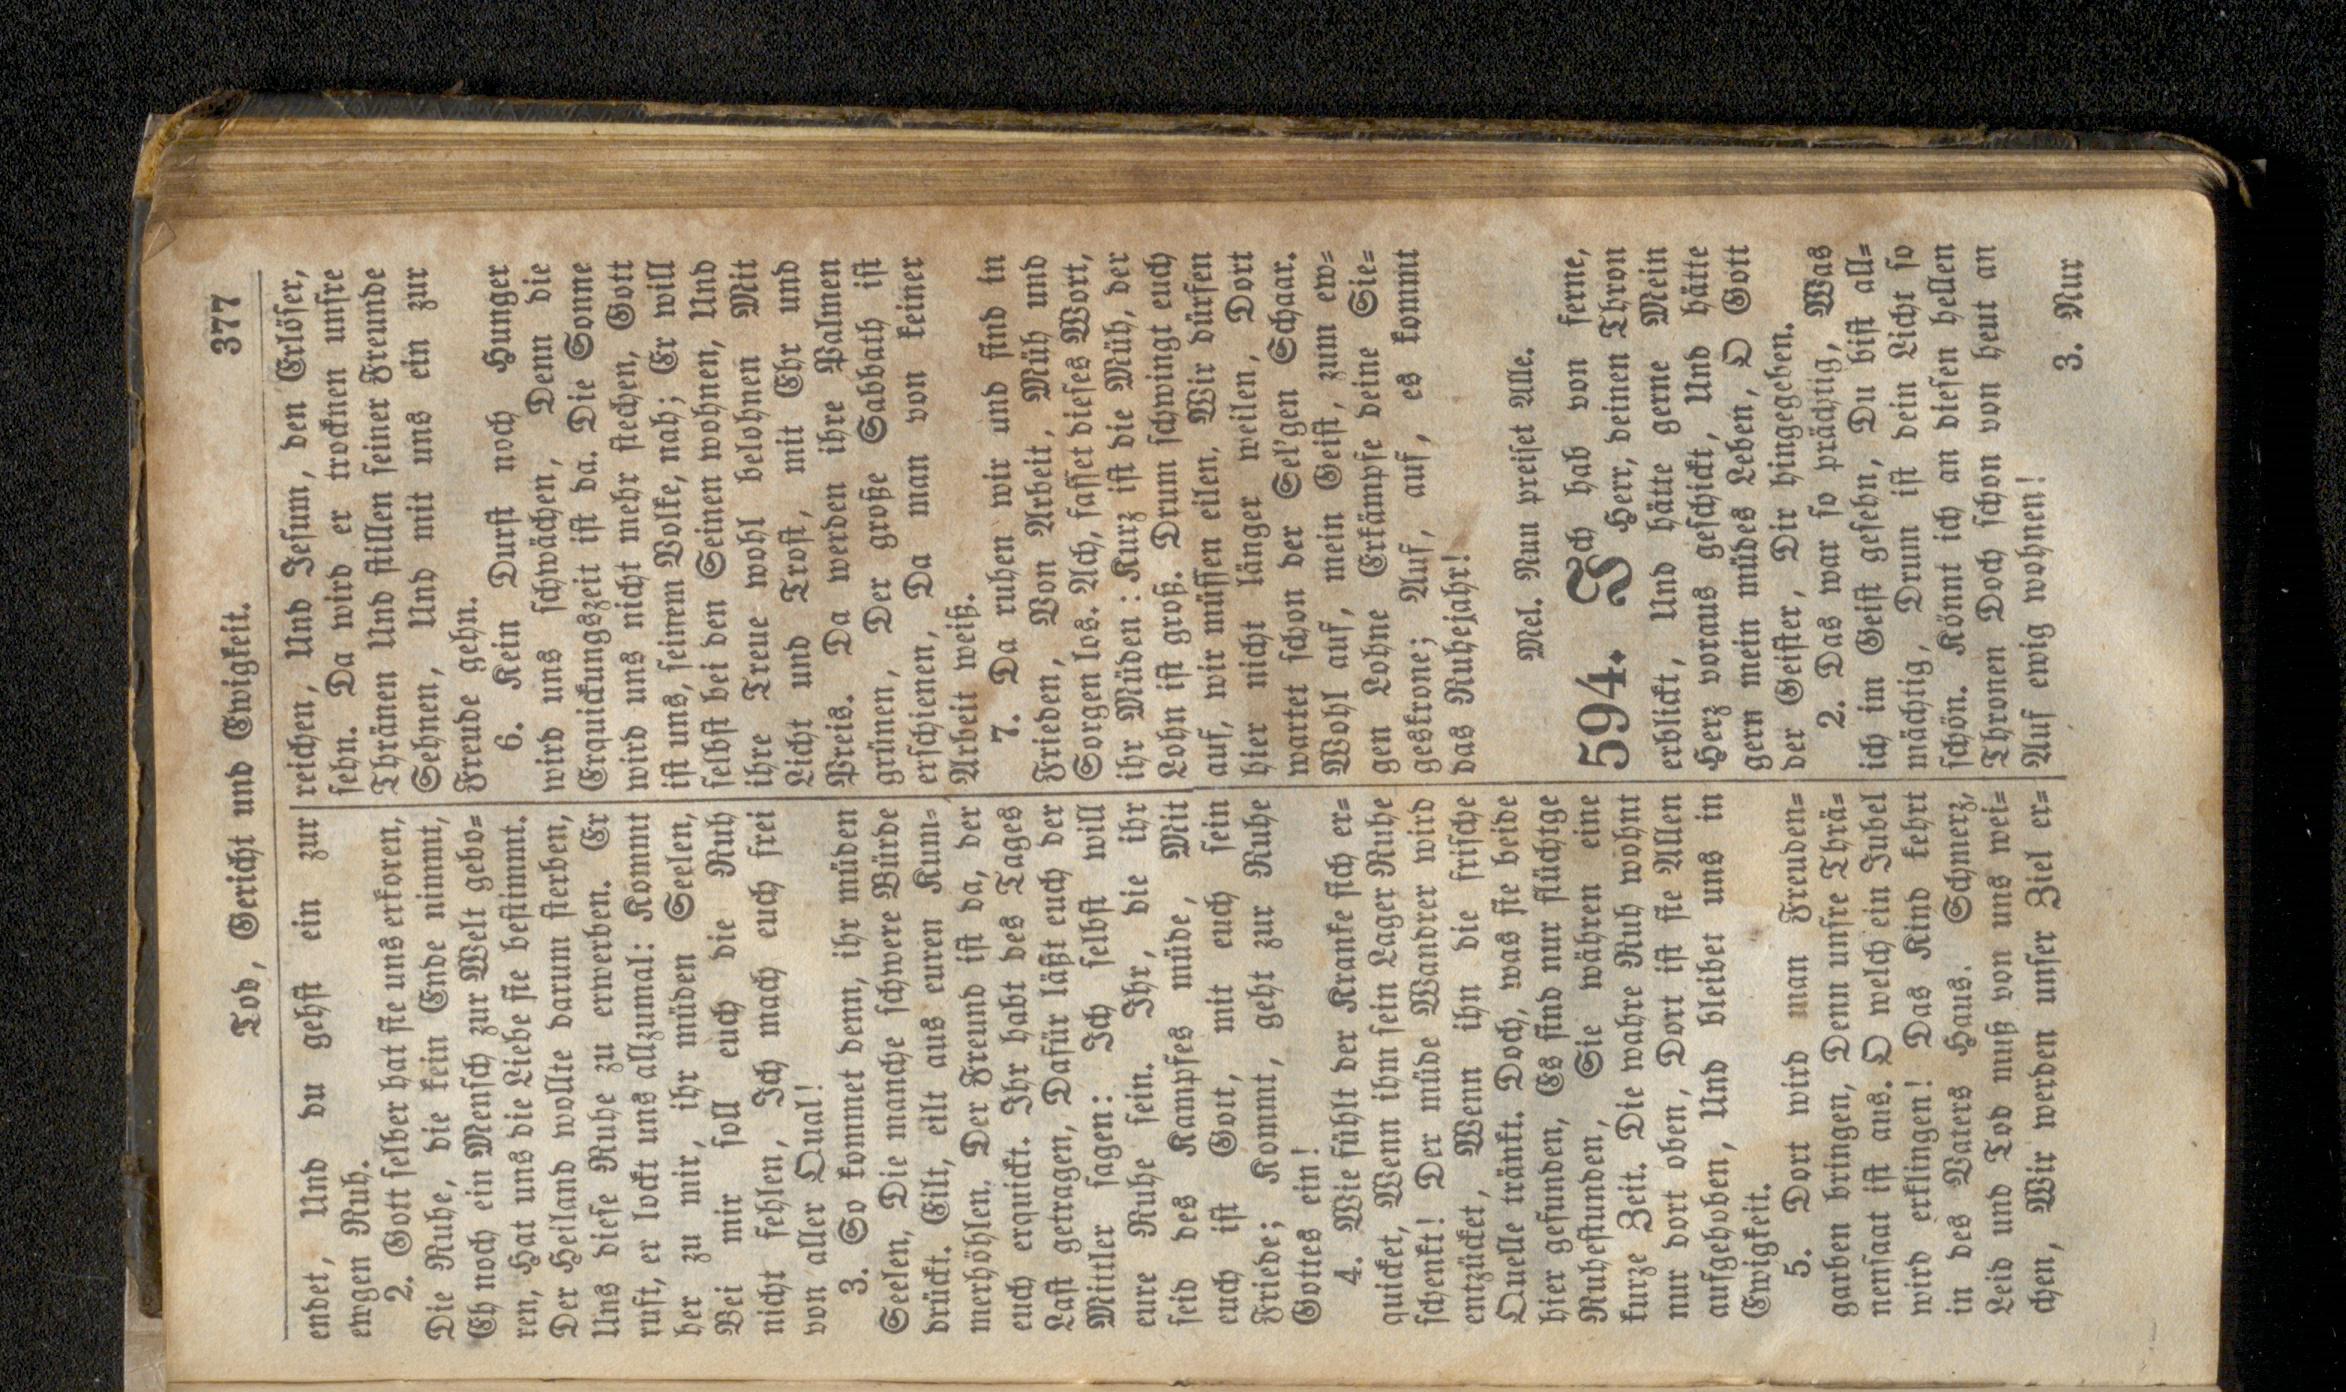 Tod, Gericht und Ewigkeit. 377
endet, Und du gehst ein zur
ewgen Ruh.
2. Gott selber hat sie uns erkoren,
Die Ruhe, die kein Ende nimmt,
Eh noch ein Mensch zur Welt gebo=
ren, Hat uns die Liebe sie bestimmt.
Der Heiland wollte darum sterben,
Uns diese Ruhe zu erwerben. Er
ruft, er lockt uns allzumal: Kommt
her zu mir, ihr müden Seelen,
Bei mir soll euch die Ruh
nicht fehlen, Ich mach euch frei
von aller Qual!
3. So kommet denn, ihr müden
Seelen, Die manche schwere Bürde
drückt. Eilt, eilt aus euren Kum=
merhöhlen. Der Freund ist da, der
euch erquickt. Ihr habt des Tages
Last getragen, Dafür läßt euch der
Mittler sagen: Ich selbst will
eure Ruhe sein. Ihr, die ihr
seid des Kampfes müde, Mit
euch ist Gott, mit euch sein
Friede; Kommt, geht zur Ruhe
Gottes ein!
4. Wie fühlt der Kranke sich er=
quicket, Wenn ihm sein Lager Ruhe
schenkt! Der müde Wandrer wird
entzücket, Wenn ihn die frische
Quelle tränkt. Doch, was sie beide
hier gefunden, Es sind nur flüchtge
Ruhestunden, Sie währen eine
kurze Zeit. Die wahre Ruh wohnt
nur dort oben, Dort ist sie Allen
aufgehoben, Und bleibet uns in
Ewigkeit.
5. Dort wird man Freuden=
garben bringen, Denn unsre Thrä=
nensaat ist aus. O welch ein Jubel
wird erklingen! Das Kind kehrt
in des Vaters Haus. Schmerz,
Leid und Tod muß von uns wei=
chen, Wir werden unser Ziel er=
reichen, Und Jesum, den Erlöser,
sehn. Da wird er trocknen unsre
Thränen Und stillen seiner Freunde
Sehnen, Und mit uns ein zur
Freude gehn.
6. Kein Durst noch Hunger
wird uns schwächen, Denn die
Erquickungszeit ist da. Die Sonne
wird uns nicht mehr stechen, Gott
ist uns, seinem Volke, nah; Er will
selbst bei den Seinen wohnen, Und
ihre Treue wohl belohnen Mit
Licht und Trost, mit Ehr und
Preis. Da werden ihre Palmen
grünen, Der große Sabbath ist
erschienen, Da man von keiner
Arbeit weiß.
7. Da ruhen wir und sind in
Frieden, Von Arbeit, Müh und
Sorgen los. Ach, fasset dieses Wort,
ihr Müden: Kurz ist die Müh, der
Lohn ist groß. Drum schwingt euch
auf, wir müssen eilen, Wir dürfen
hier nicht länger weilen, Dort
wartet schon der Sel'gen Schaar.
Wohl auf, mein Geist, zum ew=
gen Lohne Erkämpfe deine Sie=
geskrone; Auf, auf, es kommt
das Ruhejahr!
Mel. Nun preiset Alle.
594. Ich hab von ferne,
Herr, deinen Thron
erblickt, Und hätte gerne Mein
Herz voraus geschickt, Und hätte
gern mein müdes Leben, O Gott
der Geister, Dir hingegeben.
2. Das war so prächtig, Was
ich im Geist gesehn, Du bist all=
mächtig, Drum ist dein Licht so
schön. Könnt ich an diesen hellen
Thronen Doch schon von heut an
Auf ewig wohnen!
3. Nur